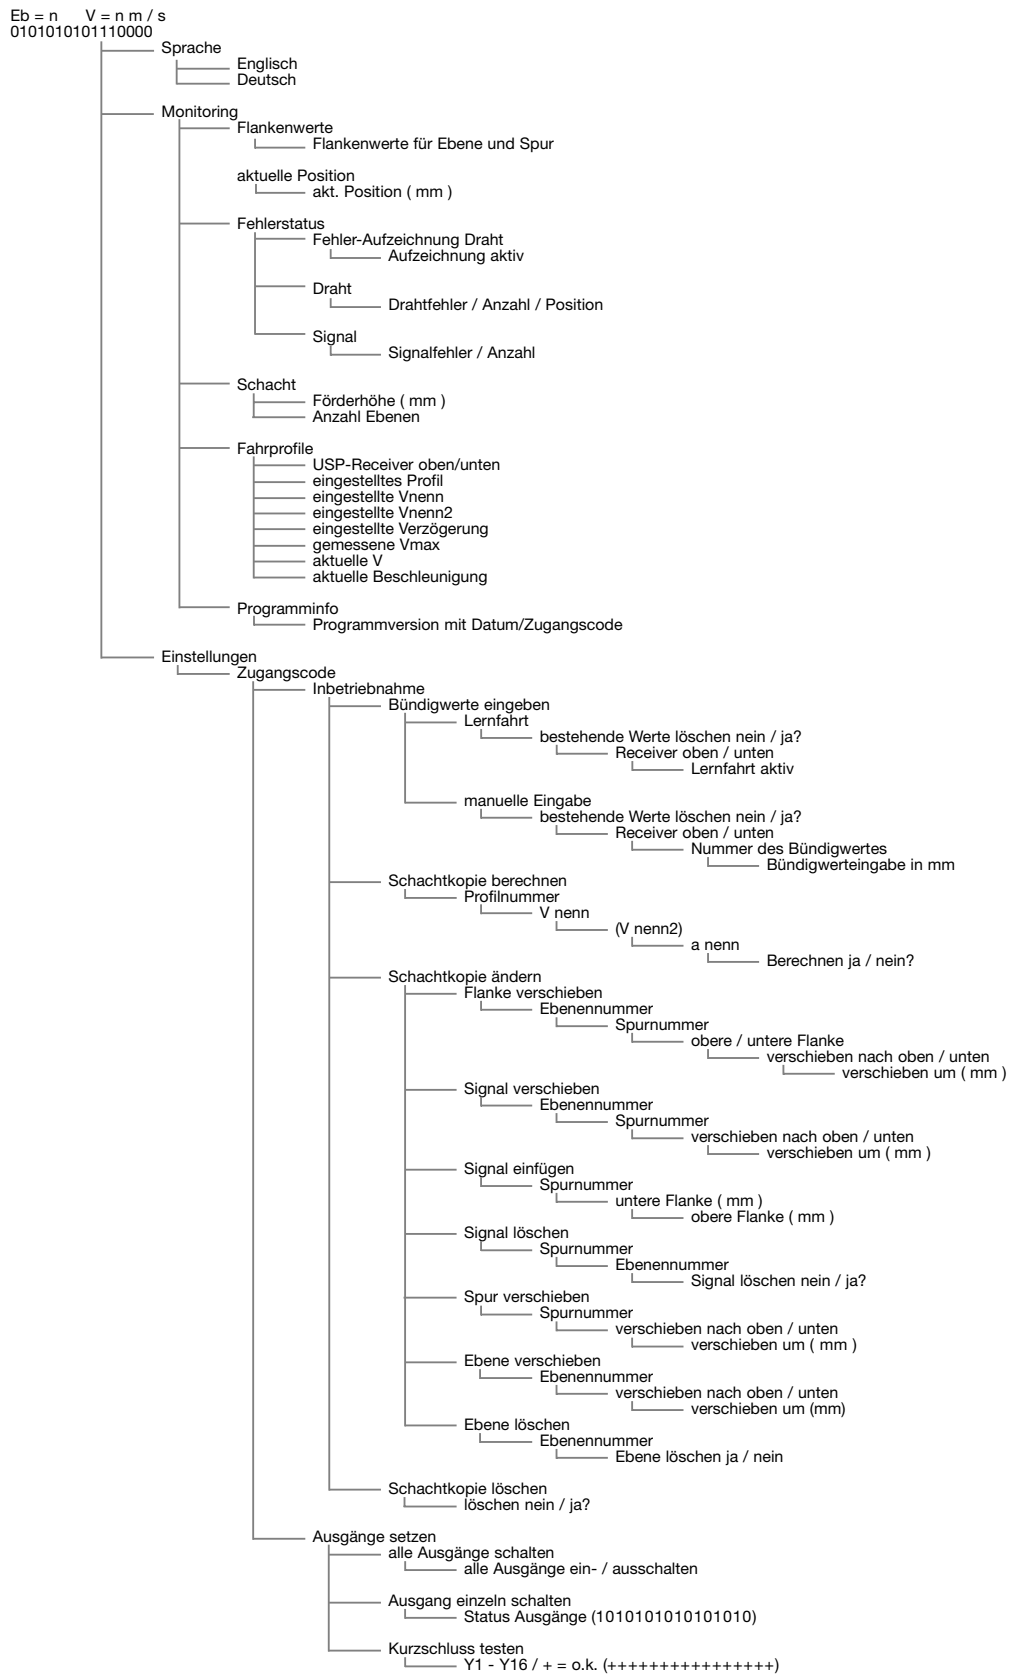 Eb = n V = n m / s
0101010101110000
Sprache
Englisch
Deutsch
Monitoring
Flankenwerte
Flankenwerte für Ebene und Spur
aktuelle Position
akt. Position ( mm )
Fehlerstatus
Fehler-Aufzeichnung Draht
Aufzeichnung aktiv
Draht
Drahtfehler / Anzahl / Position
Signal
Signalfehler / Anzahl
Schacht
Förderhöhe ( mm )
Anzahl Ebenen
Fahrprofile
USP-Receiver oben/unten
eingestelltes Profil
eingestellte Vnenn
eingestellte Vnenn2
eingestellte Verzögerung
gemessene Vmax
aktuelle V
aktuelle Beschleunigung
Programminfo
Programmversion mit Datum/Zugangscode
Einstellungen
Zugangscode
Inbetriebnahme
Bündigwerte eingeben
Lernfahrt
bestehende Werte löschen nein / ja?
Receiver oben / unten
Lernfahrt aktiv
manuelle Eingabe
bestehende Werte löschen nein / ja?
Receiver oben / unten
Nummer des Bündigwertes
Bündigwerteingabe in mm
Schachtkopie berechnen
Profilnummer
V nenn
(V nenn2)
a nenn
Berechnen ja / nein?
Schachtkopie ändern
Flanke verschieben
Ebenennummer
Spurnummer
obere / untere Flanke
verschieben nach oben / unten
verschieben um ( mm )
Signal verschieben
Ebenennummer
Spurnummer
verschieben nach oben / unten
verschieben um ( mm )
Signal einfügen
Spurnummer
untere Flanke ( mm )
obere Flanke ( mm )
Signal löschen
Spurnummer
Ebenennummer
Signal löschen nein / ja?
Spur verschieben
Spurnummer
verschieben nach oben / unten
verschieben um ( mm )
Ebene verschieben
Ebenennummer
verschieben nach oben / unten
verschieben um (mm)
Ebene löschen
Ebenennummer
Ebene löschen ja / nein
Schachtkopie löschen
löschen nein / ja?
Ausgänge setzen
alle Ausgänge schalten
alle Ausgänge ein- / ausschalten
Ausgang einzeln schalten
Status Ausgänge (1010101010101010)
Kurzschluss testen
Y1 - Y16 / + = o.k. (++++++++++++++++)